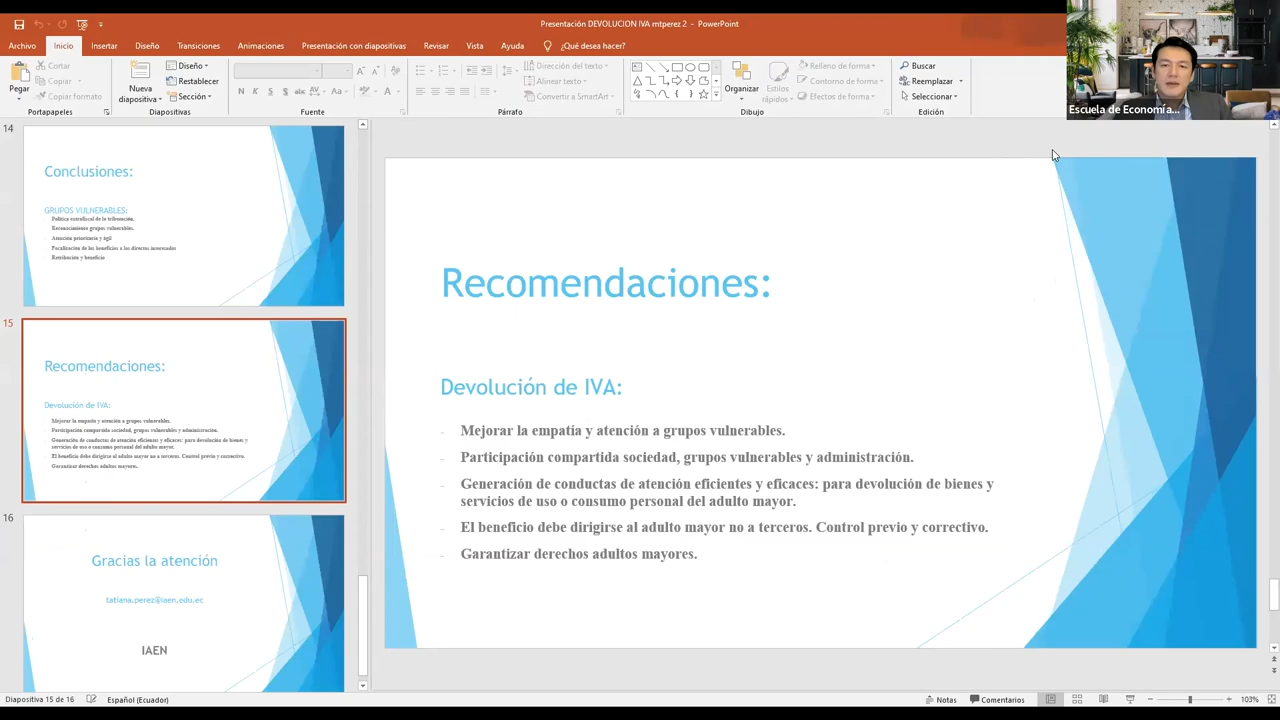 Presentación DEVOLUCION IVA mtperez 2 - PowerPoint
Archivo Inicio Insertar Diseño Transiciones Animaciones Presentación con diapositivas Revisar Vista Ayuda ¿Qué desea hacer?
Pegar
Cortar
Copiar
Copiar formato
Portapapeles
Nueva
diapositiva
Diseño
Restablecer
Sección
Diapositivas
N K S S abc AV Aa A
Fuente
Dirección del texto
Alinear texto
Convertir a SmartArt
Párrafo
Organizar
Estilos
rápidos
Relleno de forma
Contorno de forma
Efectos de forma
Dibujo
Buscar
Reemplazar
Seleccionar
Edición
Escuela de Economía...
14
Conclusiones:
GRUPOS VULNERABLES:
Política extrafiscal de la tributación.
Reconocimiento grupos vulnerables.
Atención prioritaria y ágil
Focalización de los beneficios a los directos interesados
Retribución y beneficio
15
Recomendaciones:
Devolución de IVA:
Mejorar la empatía y atención a grupos vulnerables.
Participación compartida sociedad, grupos vulnerables y administración.
Generación de conductas de atención eficientes y eficaces: para devolución de bienes y
servicios de uso o consumo personal del adulto mayor.
El beneficio debe dirigirse al adulto mayor no a terceros. Control previo y correctivo.
Garantizar derechos adultos mayores.
16
Gracias la atención
tatiana.perez@iaen.edu.ec
IAEN
Recomendaciones:
Devolución de IVA:
- Mejorar la empatía y atención a grupos vulnerables.
- Participación compartida sociedad, grupos vulnerables y administración.
- Generación de conductas de atención eficientes y eficaces: para devolución de bienes y
servicios de uso o consumo personal del adulto mayor.
- El beneficio debe dirigirse al adulto mayor no a terceros. Control previo y correctivo.
- Garantizar derechos adultos mayores.
Diapositiva 15 de 16 Español (Ecuador) Notas Comentarios 103%